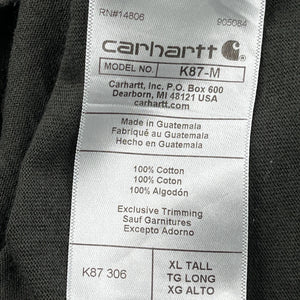 RN#14806 905084
carhartt
MODEL NO. K87-M
Carhartt, Inc. P.O. Box 600
Dearborn, MI 48121 USA
carhartt.com
Made in Guatemala
Fabriqué au Guatemala
Hecho en Guatemala
100% Cotton
100% Coton
100% Algodón
Exclusive Trimming
Sauf Garnitures
Excepto Adorno
K87 306
XL TALL
TG LONG
XG ALTO